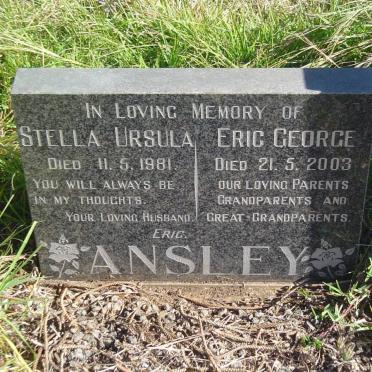 IN LOVING MEMORY OF
STELLA URSULA
DIED 11.5.1981
YOU WILL ALWAYS BE
IN MY THOUGHTS.
YOUR LOVING HUSBAND
ERIC.
ERIC GEORGE
DIED 21.5.2003
OUR LOVING PARENTS
GRANDPARENTS AND
GREAT-GRANDPARENTS.
ANSLEY